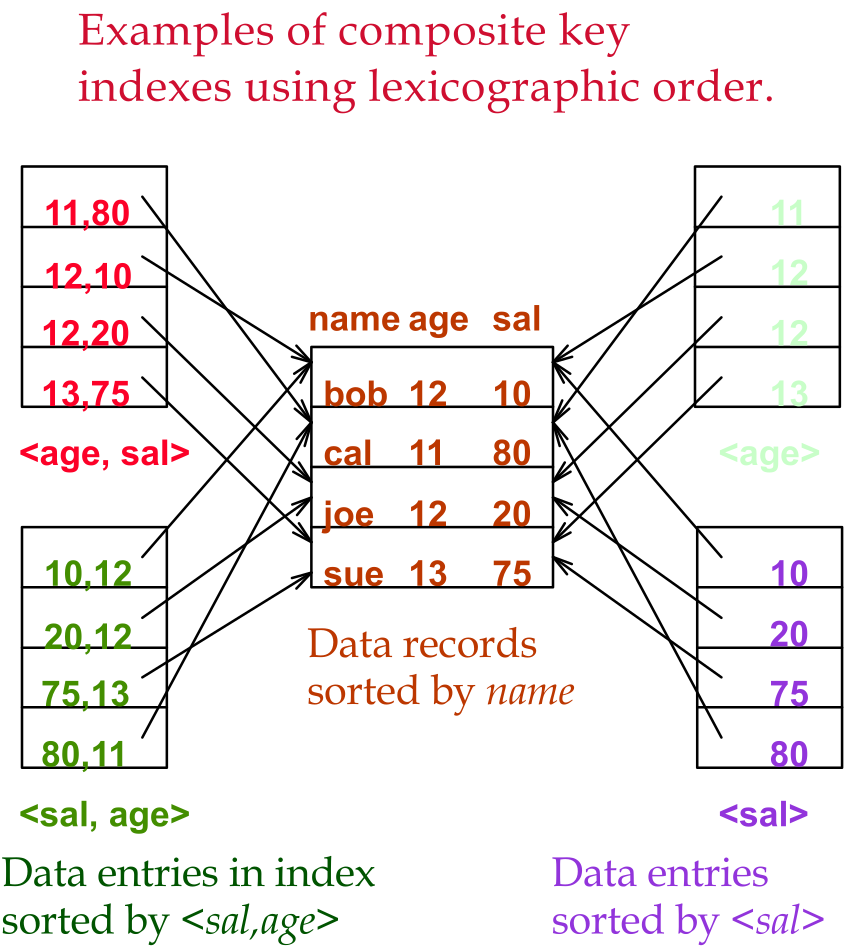 Examples of composite key
indexes using lexicographic order.
11,80
12,10
12,20
13,75
<age, sal>
10,12
20,12
75,13
80,11
<sal, age>
Data entries in index
sorted by <sal,age>
name age sal
bob 12 10
cal 11 80
joe 12 20
sue 13 75
Data records
sorted by name
11
12
12
13
<age>
10
20
75
80
<sal>
Data entries
sorted by <sal>